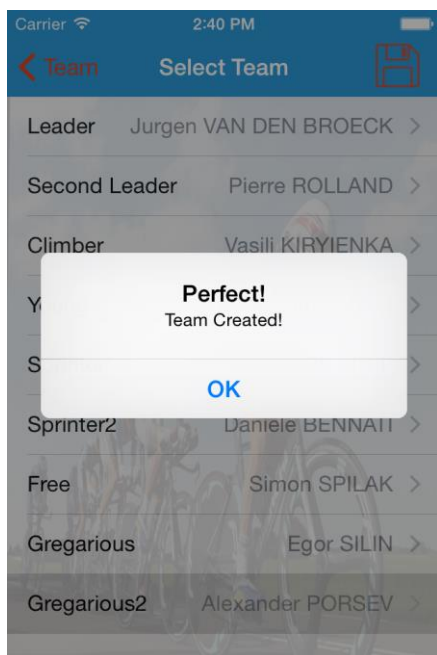 Carrier 2:40 PM
Team Select Team
Leader Jurgen VAN DEN BROECK
Second Leader Pierre ROLLAND
Climber Vasili KIRYIENKA
Perfect!
Team Created!
OK
Sprinter2 Daniele BENNATI
Free Simon SPILAK
Gregarious Egor SILIN
Gregarious2 Alexander PORSEV